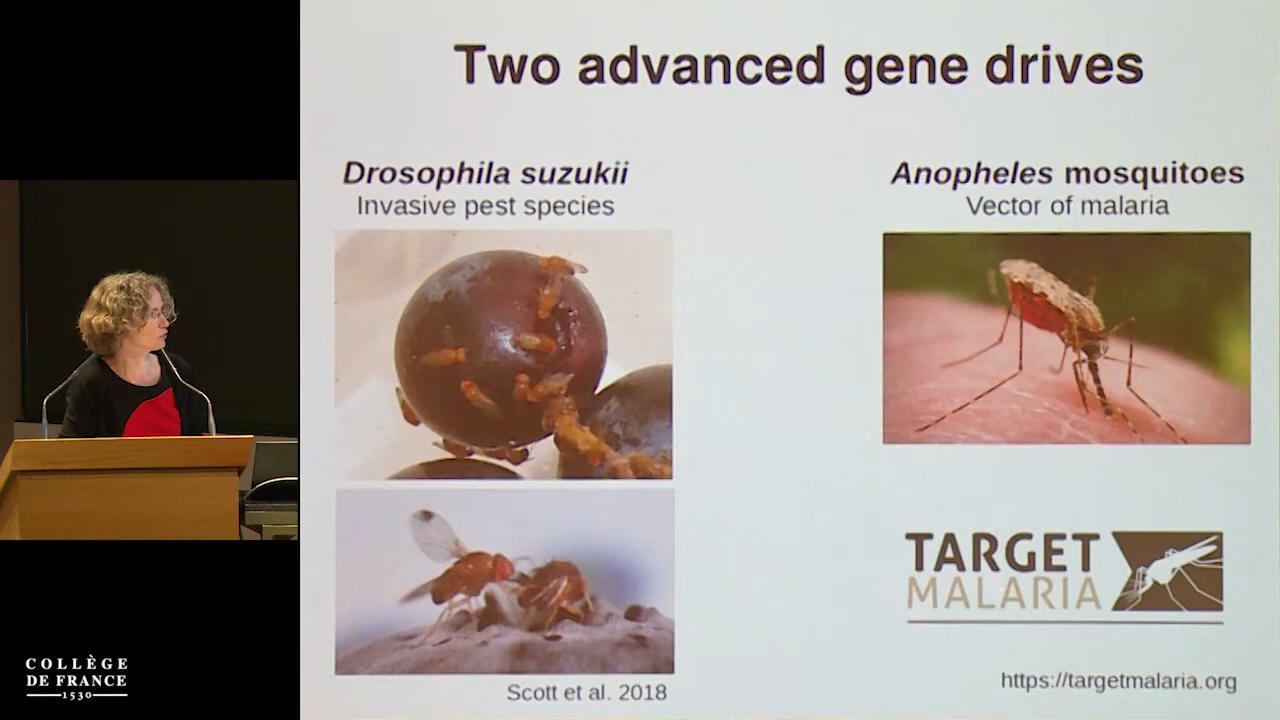 Two advanced gene drives
Drosophila suzukii
Invasive pest species
Scott et al. 2018
Anopheles mosquitoes
Vector of malaria
TARGET
MALARIA
https://targetmalaria.org
COLLÈGE
DE FRANCE
1530